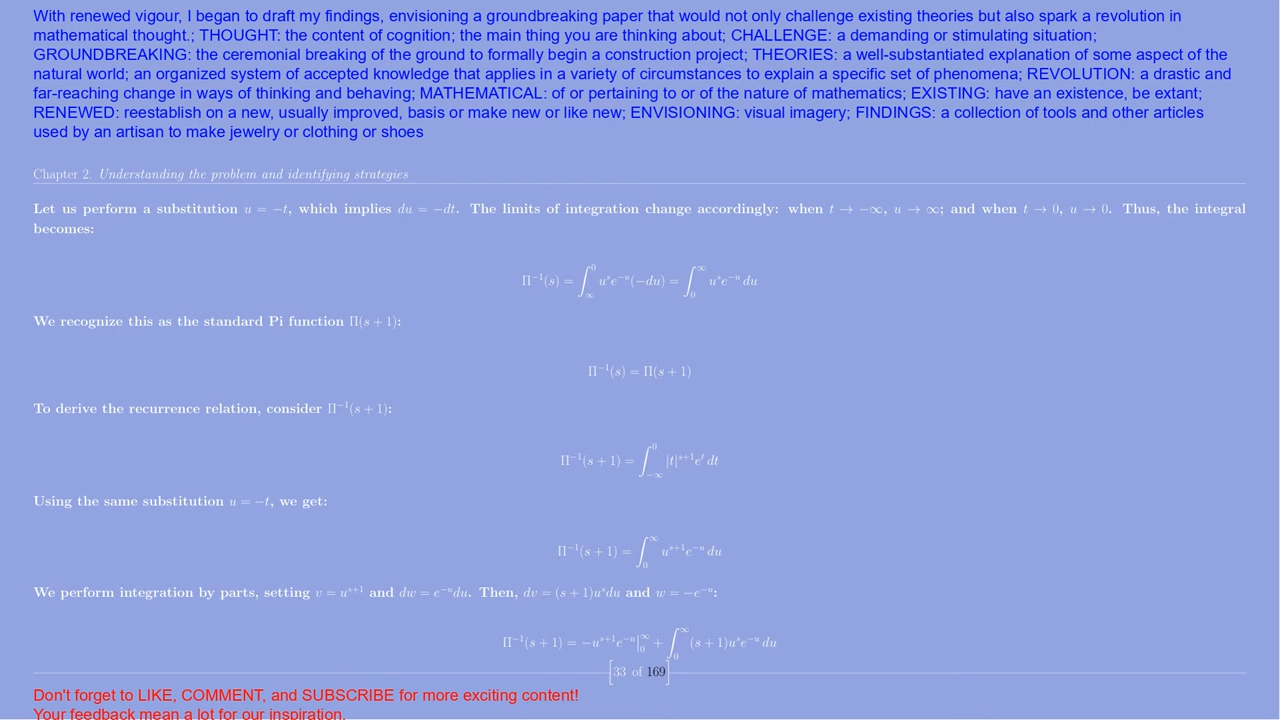 With renewed vigour, I began to draft my findings, envisioning a groundbreaking paper that would not only challenge existing theories but also spark a revolution in
mathematical thought.; THOUGHT: the content of cognition; the main thing you are thinking about; CHALLENGE: a demanding or stimulating situation;
GROUNDBREAKING: the ceremonial breaking of the ground to formally begin a construction project; THEORIES: a well-substantiated explanation of some aspect of the
natural world; an organized system of accepted knowledge that applies in a variety of circumstances to explain a specific set of phenomena; REVOLUTION: a drastic and
far-reaching change in ways of thinking and behaving; MATHEMATICAL: of or pertaining to or of the nature of mathematics; EXISTING: have an existence, be extant;
RENEWED: reestablish on a new, usually improved, basis or make new or like new; ENVISIONING: visual imagery; FINDINGS: a collection of tools and other articles
used by an artisan to make jewelry or clothing or shoes
Chapter 2. Understanding the problem and identifying strategies
Let us perform a substitution u = −t, which implies du = −dt. The limits of integration change accordingly: when t → −∞, u → ∞; and when t → 0, u → 0. Thus, the integral
becomes:
Π⁻¹(s) = ∫_∞^0 u^s e^{−u}(−du) = ∫_0^∞ u^s e^{−u} du
We recognize this as the standard Pi function Π(s + 1):
Π⁻¹(s) = Π(s + 1)
To derive the recurrence relation, consider Π⁻¹(s + 1):
Π⁻¹(s + 1) = ∫_{−∞}^0 |t|^{s+1} e^t dt
Using the same substitution u = −t, we get:
Π⁻¹(s + 1) = ∫_0^∞ u^{s+1} e^{−u} du
We perform integration by parts, setting v = u^{s+1} and dw = e^{−u}du. Then, dv = (s + 1)u^s du and w = −e^{−u}:
Π⁻¹(s + 1) = −u^{s+1} e^{−u}|_0^∞ + ∫_0^∞ (s + 1)u^s e^{−u} du
[33 of 169]
Don't forget to LIKE, COMMENT, and SUBSCRIBE for more exciting content!
Your feedback mean a lot for our inspiration.